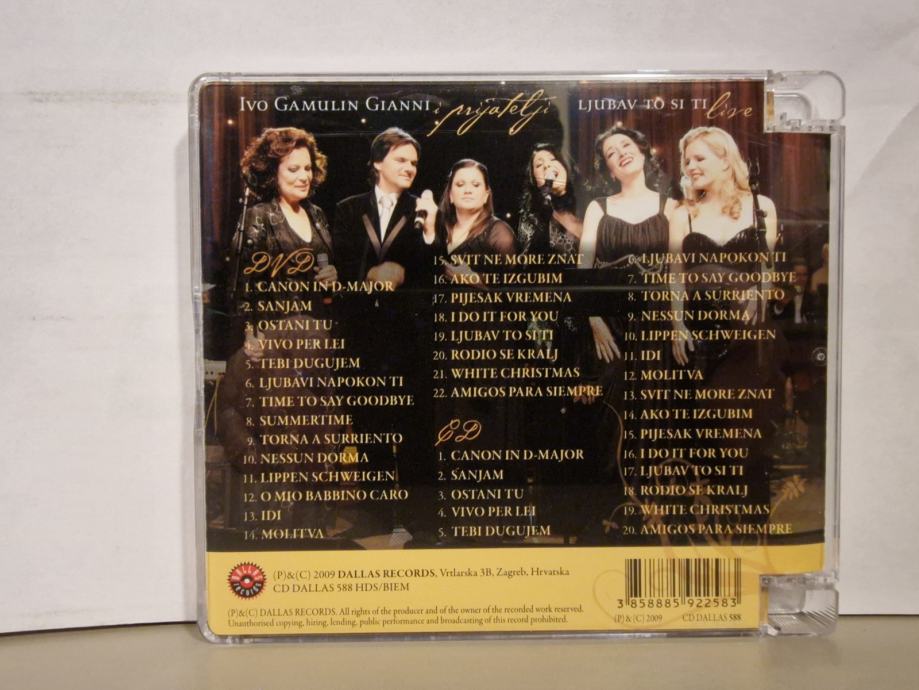 IVO GAMULIN GIANNI i prijatelji LJUBAV TO SI TI live
DVD
1. CANON IN D-MAJOR
2. SANJAM
3. OSTANI TU
4. VIVO PER LEI
5. TEBI DUGUJEM
6. LJUBAVI NAPOKON TI
7. TIME TO SAY GOODBYE
8. SUMMERTIME
9. TORNA A SURRIENTO
10. NESSUN DORMA
11. LIPPEN SCHWEIGEN
12. O MIO BABBINO CARO
13. IDI
14. MOLITVA
15. SVIT NE MORE ZNAT
16. AKO TE IZGUBIM
17. PIJESAK VREMENA
18. I DO IT FOR YOU
19. LJUBAV TO SI TI
20. RODIO SE KRALJ
21. WHITE CHRISTMAS
22. AMIGOS PARA SIEMPRE
CD
1. CANON IN D-MAJOR
2. SANJAM
3. OSTANI TU
4. VIVO PER LEI
5. TEBI DUGUJEM
6. LJUBAVI NAPOKON TI
7. TIME TO SAY GOODBYE
8. TORNA A SURRIENTO
9. NESSUN DORMA
10. LIPPEN SCHWEIGEN
11. IDI
12. MOLITVA
13. SVIT NE MORE ZNAT
14. AKO TE IZGUBIM
15. PIJESAK VREMENA
16. I DO IT FOR YOU
17. LJUBAV TO SI TI
18. RODIO SE KRALJ
19. WHITE CHRISTMAS
20. AMIGOS PARA SIEMPRE
DALLAS RECORDS
(P)&(C) 2009 DALLAS RECORDS, Vrtlarska 3B, Zagreb, Hrvatska
CD DALLAS 588 HDS/BIEM
(P)&(C) DALLAS RECORDS. All rights of the producer and of the owner of the recorded work reserved.
Unauthorised copying, hiring, lending, public performance and broadcasting of this record prohibited.
3 858885 922583
(P)&(C) 2009 CD DALLAS 588